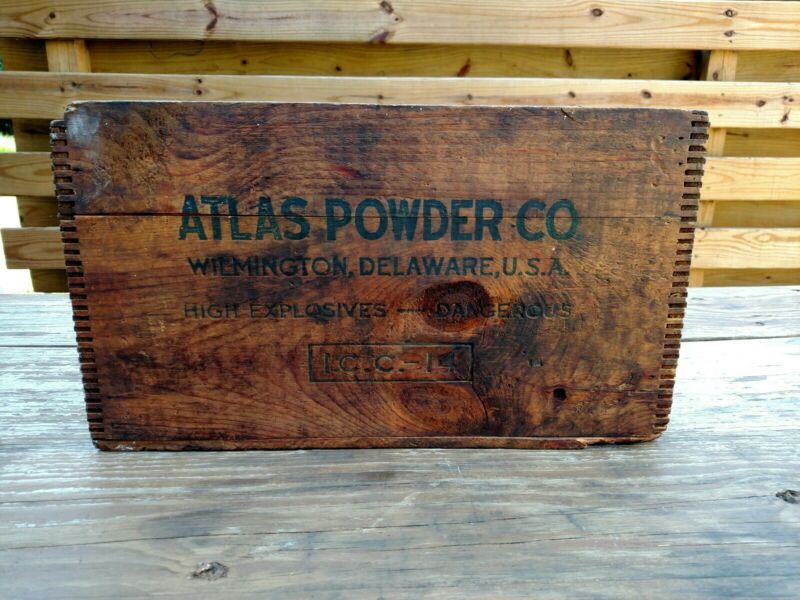 ATLAS POWDER CO.
WILMINGTON, DELAWARE, U.S.A.
HIGH EXPLOSIVES — DANGEROUS
I.C.C.-14